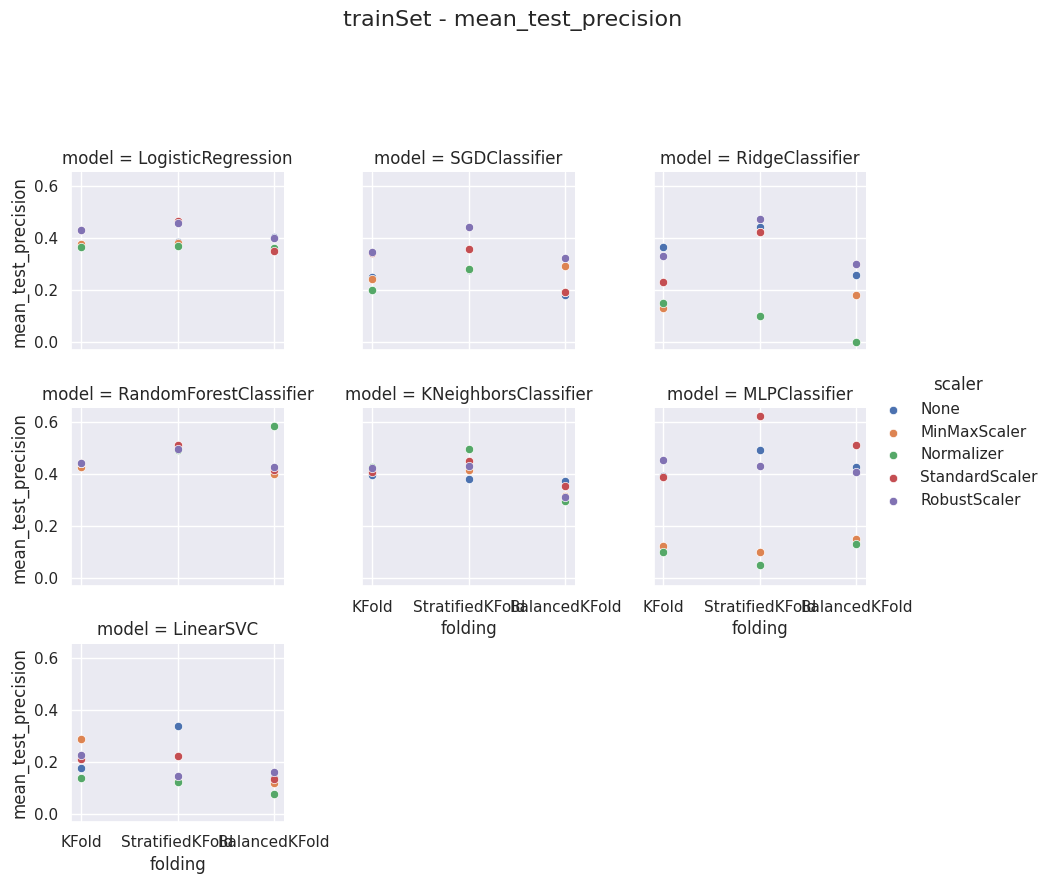 trainSet - mean_test_precision
model = LogisticRegression
model = SGDClassifier
model = RidgeClassifier
mean_test_precision
0.6
0.4
0.2
0.0
model = RandomForestClassifier
model = KNeighborsClassifier
model = MLPClassifier
mean_test_precision
0.6
0.4
0.2
0.0
KFold
StratifiedKFold
BalancedKFold
folding
KFold
StratifiedKFold
BalancedKFold
folding
scaler
None
MinMaxScaler
Normalizer
StandardScaler
RobustScaler
model = LinearSVC
mean_test_precision
0.6
0.4
0.2
0.0
KFold
StratifiedKFold
BalancedKFold
folding